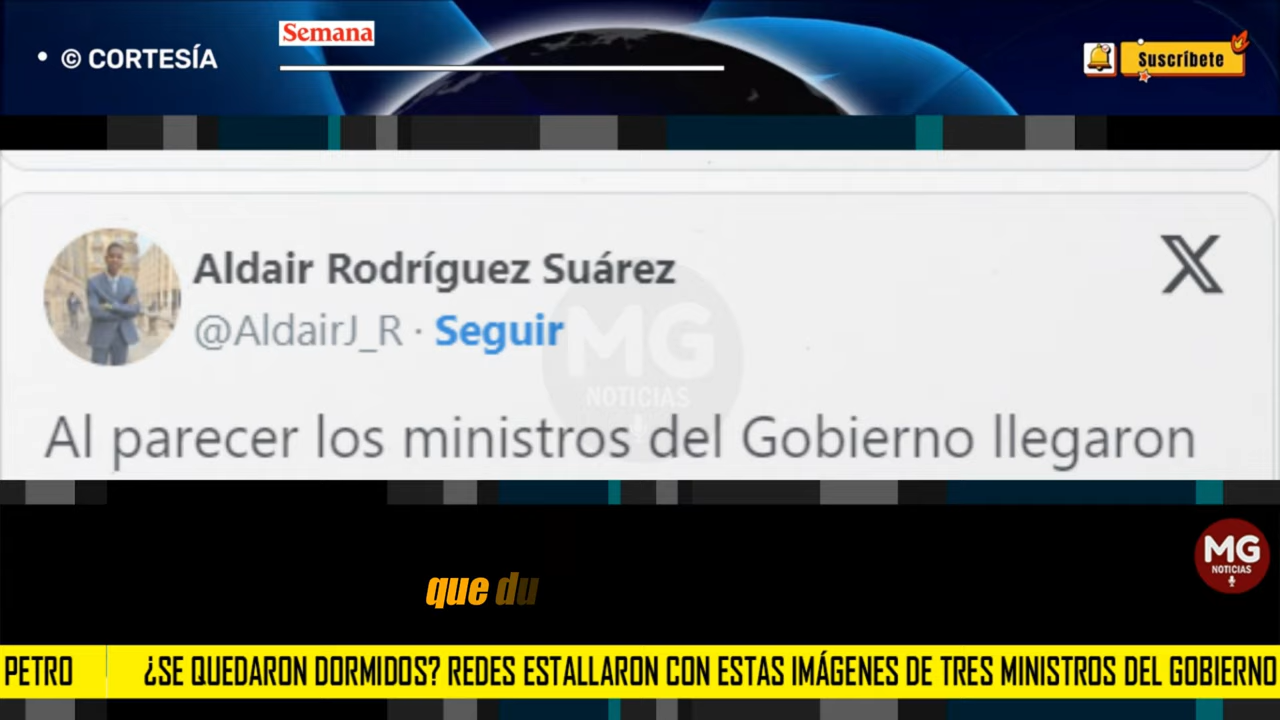 • © CORTESÍA
Semana
Suscríbete
Aldair Rodríguez Suárez
@AldairJ_R · Seguir
MG
NOTICIAS
Al parecer los ministros del Gobierno llegaron
MG
NOTICIAS
que du
PETRO ¿SE QUEDARON DORMIDOS? REDES ESTALLARON CON ESTAS IMÁGENES DE TRES MINISTROS DEL GOBIERNO